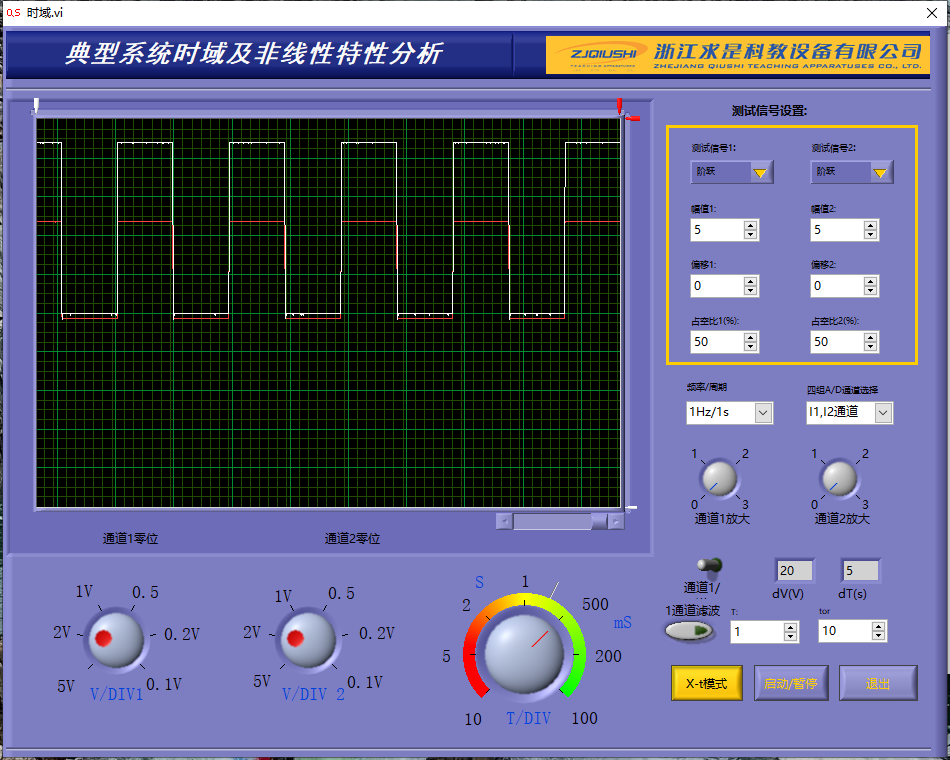 时域.vi
典型系统时域及非线性特性分析
ZJQIUSHI
浙江求是科教设备有限公司
ZHEJIANG QIUSHI TEACHING APPARATUSES CO., LTD.
测试信号设置:
测试信号1:
测试信号2:
阶跃
阶跃
幅值1:
幅值2:
5
5
偏移1:
偏移2:
0
0
占空比1(%):
占空比2(%):
50
50
频率/周期
四组A/D通道选择
1Hz/1s
I1,I2通道
1 2
0 3
通道1放大
1 2
0 3
通道2放大
通道1零位
通道2零位
1V 0.5
2V 0.2V
5V 0.1V
V/DIV1
1V 0.5
2V 0.2V
5V 0.1V
V/DIV 2
S 1
2 500
mS
5 200
10 100
T/DIV
通道1/
20
5
dV(V)
dT(s)
1通道滤波
T:
tor
1
10
X-t模式
启动/暂停
退出